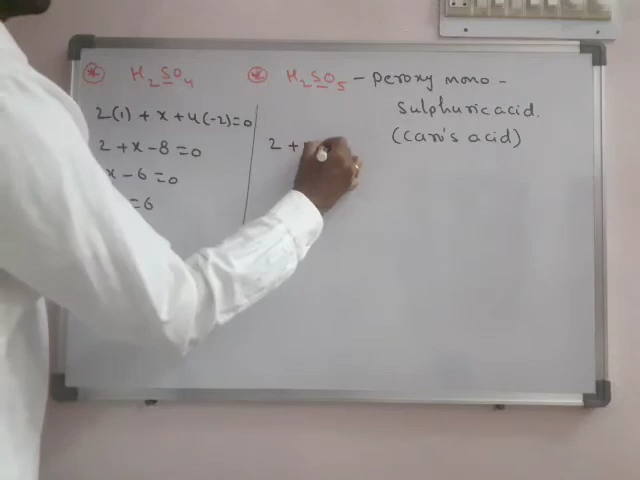 H2SO4
2(1) + x + 4(-2) = 0
2 + x - 8 = 0
x - 6 = 0
= 6
H2SO5 - peroxy mono -
sulphuric acid.
(caro's acid)
2 +